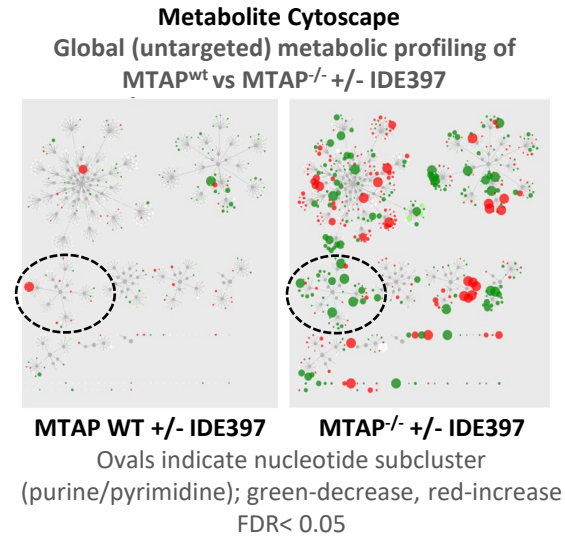 Metabolite Cytoscape
Global (untargeted) metabolic profiling of
MTAPwt vs MTAP-/- +/- IDE397
MTAP WT +/- IDE397
MTAP-/- +/- IDE397
Ovals indicate nucleotide subcluster
(purine/pyrimidine); green-decrease, red-increase
FDR< 0.05